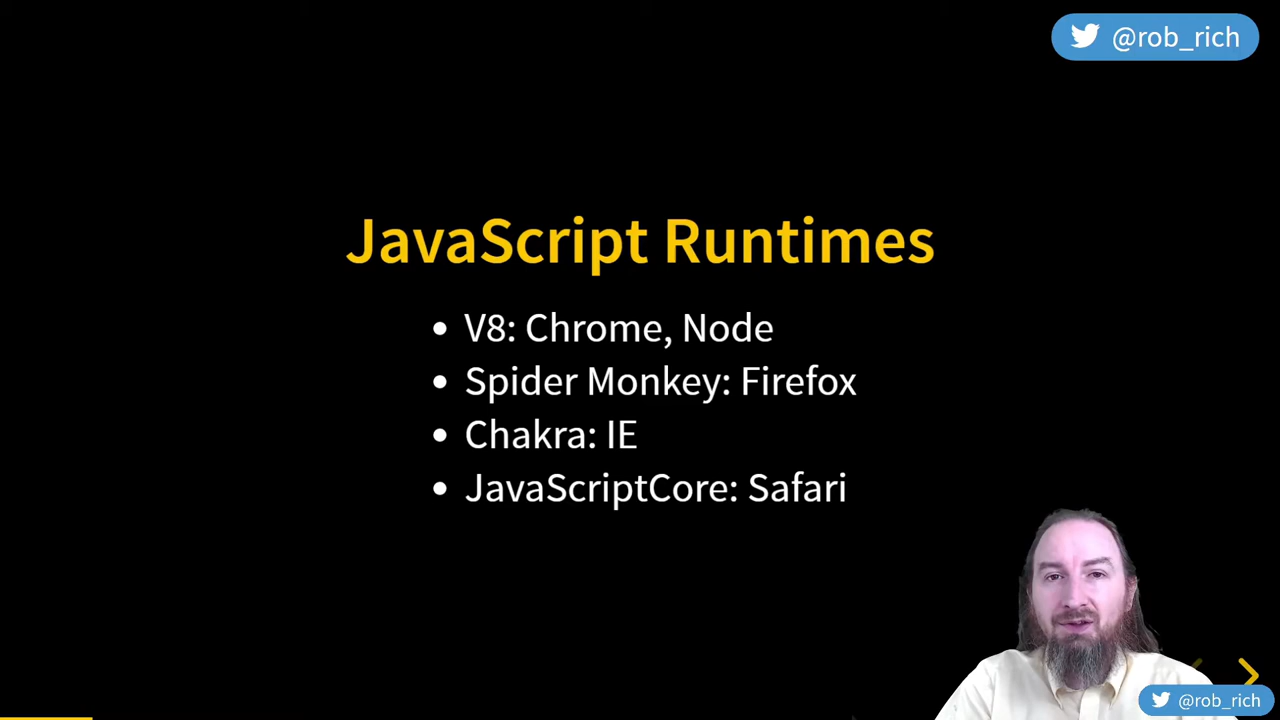 @rob_rich
JavaScript Runtimes
• V8: Chrome, Node
• Spider Monkey: Firefox
• Chakra: IE
• JavaScriptCore: Safari
@rob_rich